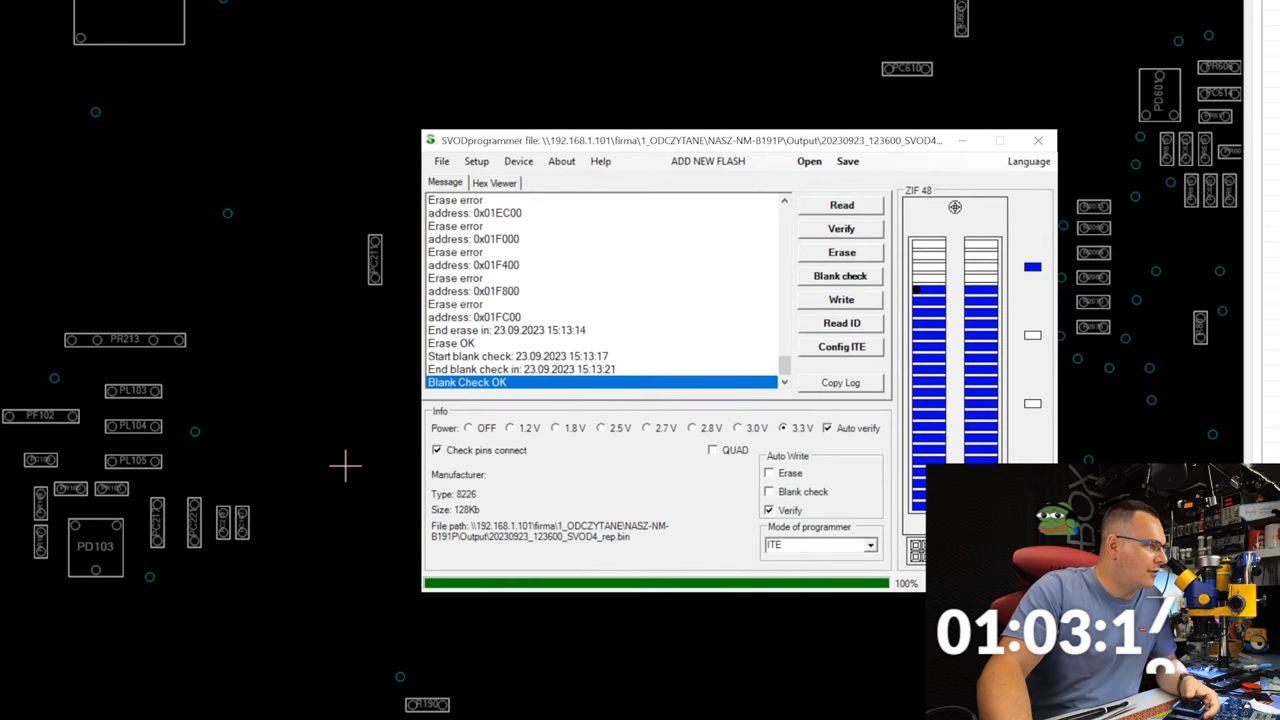 SVODprogrammer file: \\192.168.1.101\firma\1_ODCZYTANE\NASZ-NM-B191P\Output\20230923_123600_SVOD4...
File Setup Device About Help ADD NEW FLASH Open Save Language
Message Hex Viewer
ZIF 48
Erase error
address: 0x01EC00
Erase error
address: 0x01F000
Erase error
address: 0x01F400
Erase error
address: 0x01F800
Erase error
address: 0x01FC00
End erase in: 23.09.2023 15:13:14
Erase OK
Start blank check: 23.09.2023 15:13:17
End blank check in: 23.09.2023 15:13:21
Blank Check OK
Read
Verify
Erase
Blank check
Write
Read ID
Config ITE
Copy Log
Info
Power: OFF 1.2 V 1.8 V 2.5 V 2.7 V 2.8 V 3.0 V 3.3 V Auto verify
Check pins connect QUAD
Manufacturer:
Type: 8226
Size: 128Kb
File path: \\192.168.1.101\firma\1_ODCZYTANE\NASZ-NM-
B191P\Output\20230923_123600_SVOD4_rep.bin
Auto Write
Erase
Blank check
Verify
Mode of programmer
ITE
100%
PC610
PD601
PR606
PC614
PC211
PR213
PL103
PF102
PL104
PL105
PD103
R190
BOX
01:03:1